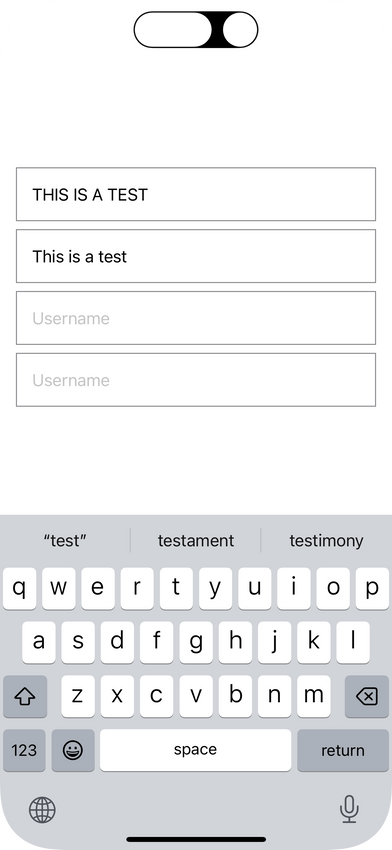 THIS IS A TEST
This is a test
Username
Username
“test” testament testimony
q w e r t y u i o p
a s d f g h j k l
z x c v b n m
123 space return